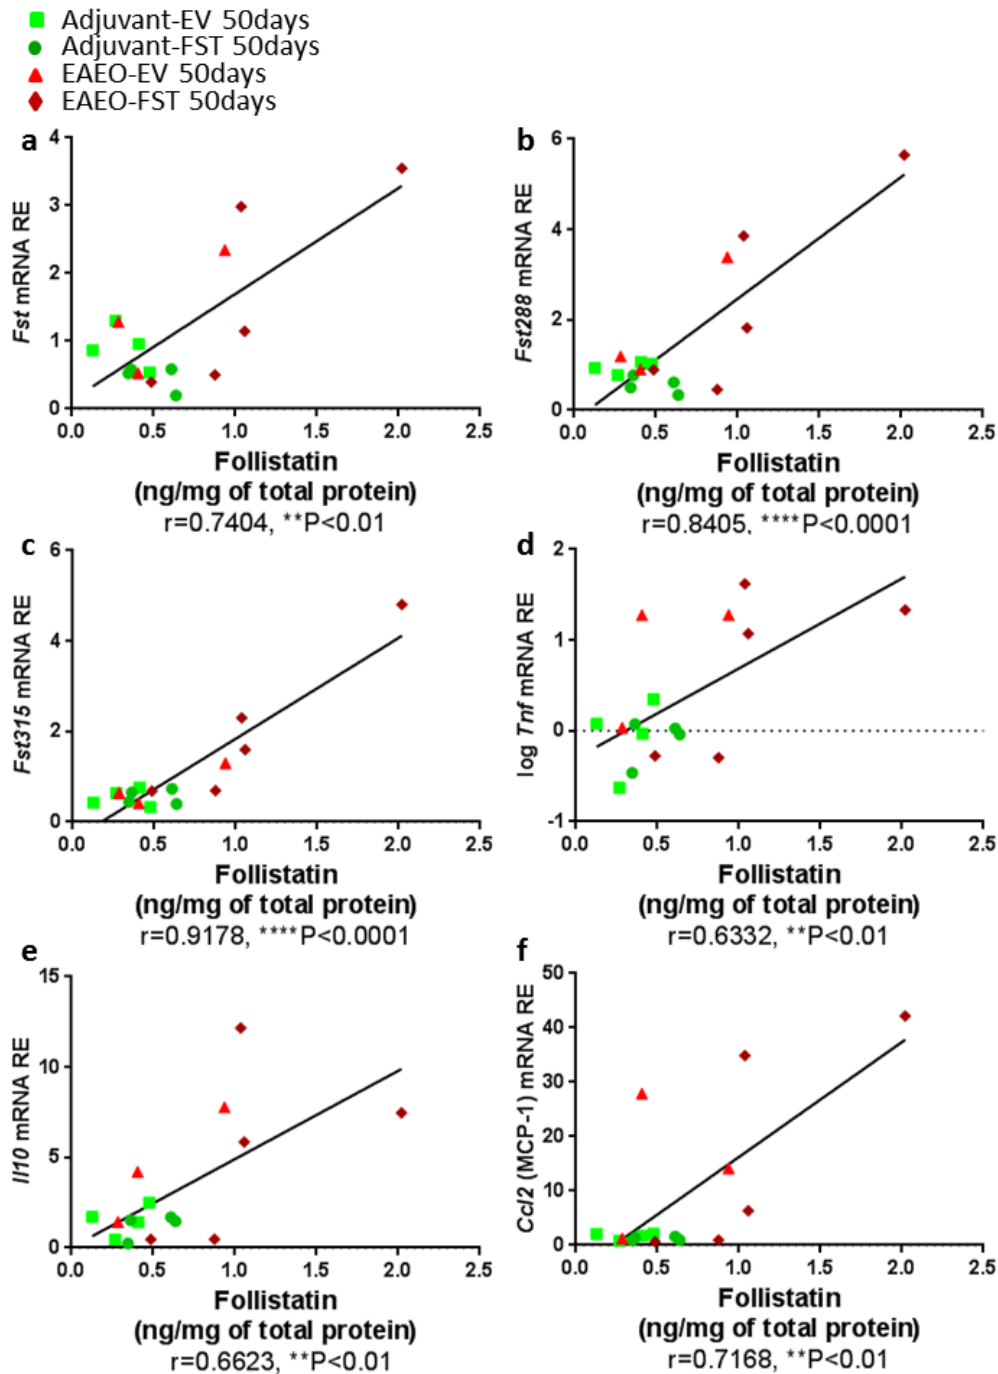 Adjuvant-EV 50days
Adjuvant-FST 50days
EAEO-EV 50days
EAEO-FST 50days
a
Fst mRNA RE
4
3
2
1
0
0.0 0.5 1.0 1.5 2.0 2.5
Follistatin
(ng/mg of total protein)
r=0.7404, **P<0.01
b
Fst288 mRNA RE
6
4
2
0
0.0 0.5 1.0 1.5 2.0 2.5
Follistatin
(ng/mg of total protein)
r=0.8405, ****P<0.0001
c
Fst315 mRNA RE
6
4
2
0
0.0 0.5 1.0 1.5 2.0 2.5
Follistatin
(ng/mg of total protein)
r=0.9178, ****P<0.0001
d
log Tnf mRNA RE
2
1
0
-1
0.0 0.5 1.0 1.5 2.0 2.5
Follistatin
(ng/mg of total protein)
r=0.6332, **P<0.01
e
Il10 mRNA RE
15
10
5
0
0.0 0.5 1.0 1.5 2.0 2.5
Follistatin
(ng/mg of total protein)
r=0.6623, **P<0.01
f
Ccl2 (MCP-1) mRNA RE
50
40
30
20
10
0
0.0 0.5 1.0 1.5 2.0 2.5
Follistatin
(ng/mg of total protein)
r=0.7168, **P<0.01